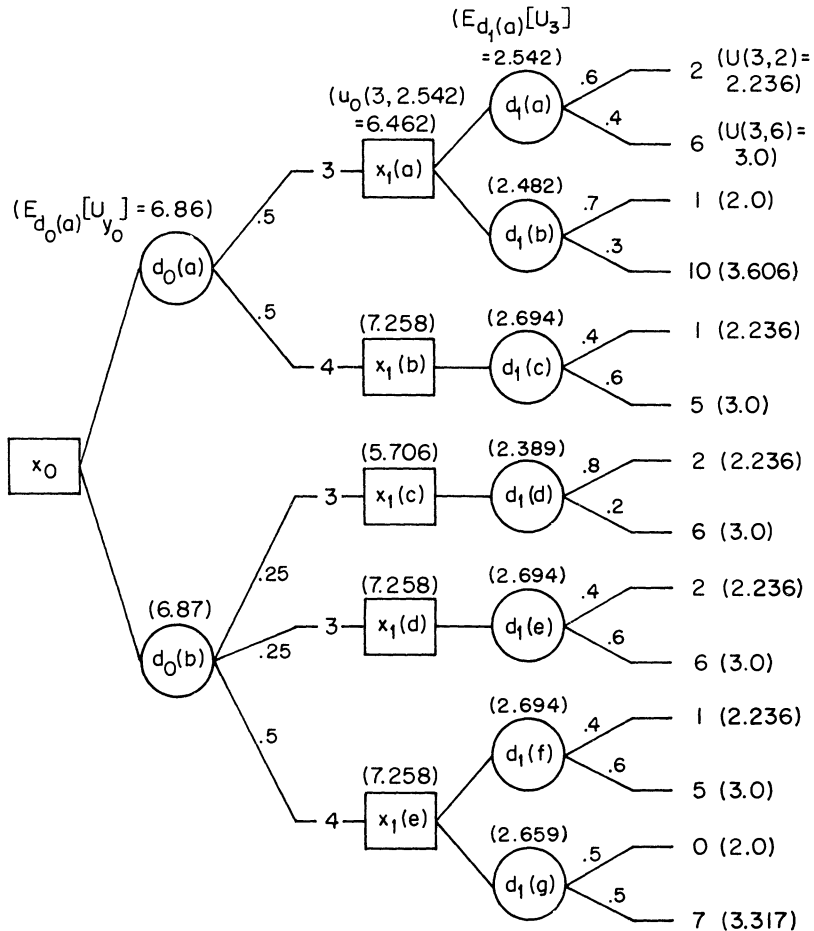 (E_{d_1(a)}[U_3]
=2.542)
(u_0(3, 2.542)
=6.462)
d_1(a)
.6
2 (U(3,2)=
2.236)
.4
6 (U(3,6)=
3.0)
3
x_1(a)
(E_{d_0(a)}[U_{y_0}] = 6.86)
.5
(2.482)
d_1(b)
.7
1 (2.0)
.3
10 (3.606)
d_0(a)
.5
(7.258)
4
x_1(b)
(2.694)
d_1(c)
.4
1 (2.236)
.6
5 (3.0)
x_0
(5.706)
3
x_1(c)
(2.389)
d_1(d)
.8
2 (2.236)
.2
6 (3.0)
.25
(6.87)
d_0(b)
.25
(7.258)
3
x_1(d)
(2.694)
d_1(e)
.4
2 (2.236)
.6
6 (3.0)
.5
(7.258)
4
x_1(e)
(2.694)
d_1(f)
.4
1 (2.236)
.6
5 (3.0)
(2.659)
d_1(g)
.5
0 (2.0)
.5
7 (3.317)